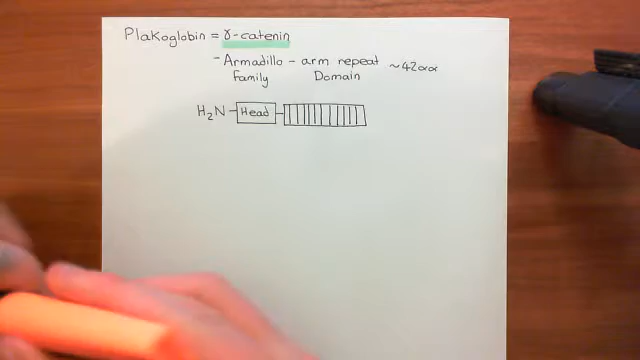 Plakoglobin = γ-catenin
- Armadillo - arm repeat ~42aa
Family Domain
H₂N Head